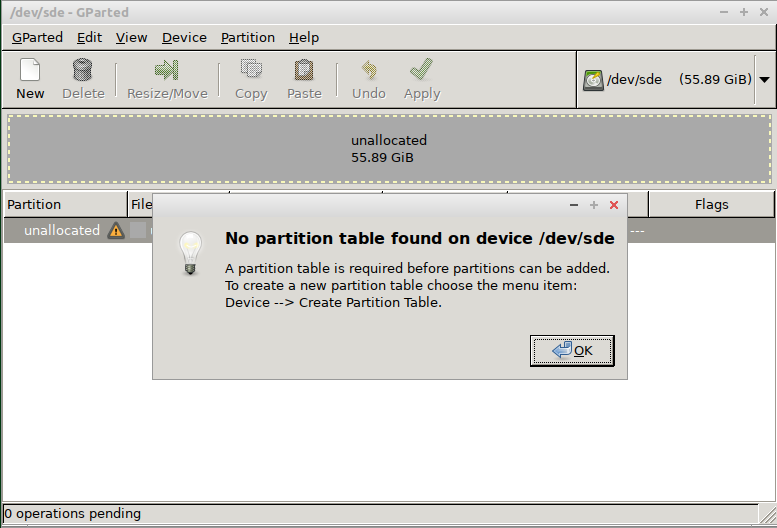 /dev/sde - GParted
GParted Edit View Device Partition Help
New Delete Resize/Move Copy Paste Undo Apply /dev/sde (55.89 GiB)
unallocated
55.89 GiB
Partition File Flags
unallocated ---
No partition table found on device /dev/sde
A partition table is required before partitions can be added.
To create a new partition table choose the menu item:
Device --> Create Partition Table.
OK
0 operations pending